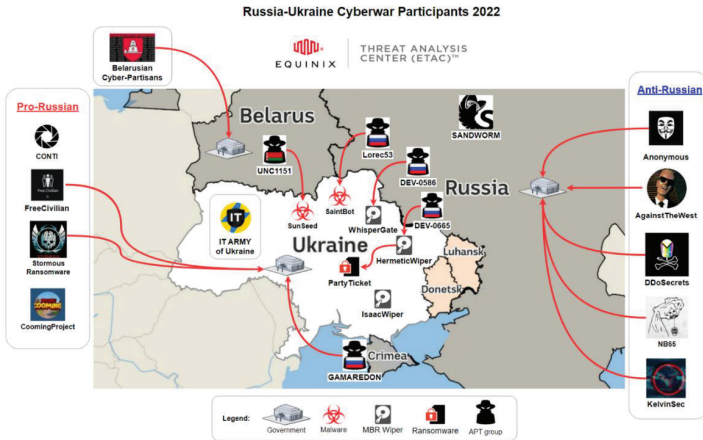 Russia-Ukraine Cyberwar Participants 2022
EQUINIX
THREAT ANALYSIS
CENTER (ETAC)™
Belarusian
Cyber-Partisans
Pro-Russian
CONTI
Free Civilian
FreeCivilian
Stormous
Ransomware
CoomingProject
Belarus
UNC1151
Lorec53
SANDWORM
DEV-0586
Russia
DEV-0665
IT
IT ARMY
of Ukraine
SunSeed
SaintBot
WhisperGate
Ukraine
HermeticWiper
Luhansk
PartyTicket
Donetsk
IsaacWiper
Crimea
GAMAREDON
Anti-Russian
Anonymous
AgainstTheWest
DDoSecrets
NB65
KelvinSec
Legend:
Government
Malware
MBR Wiper
Ransomware
APT group